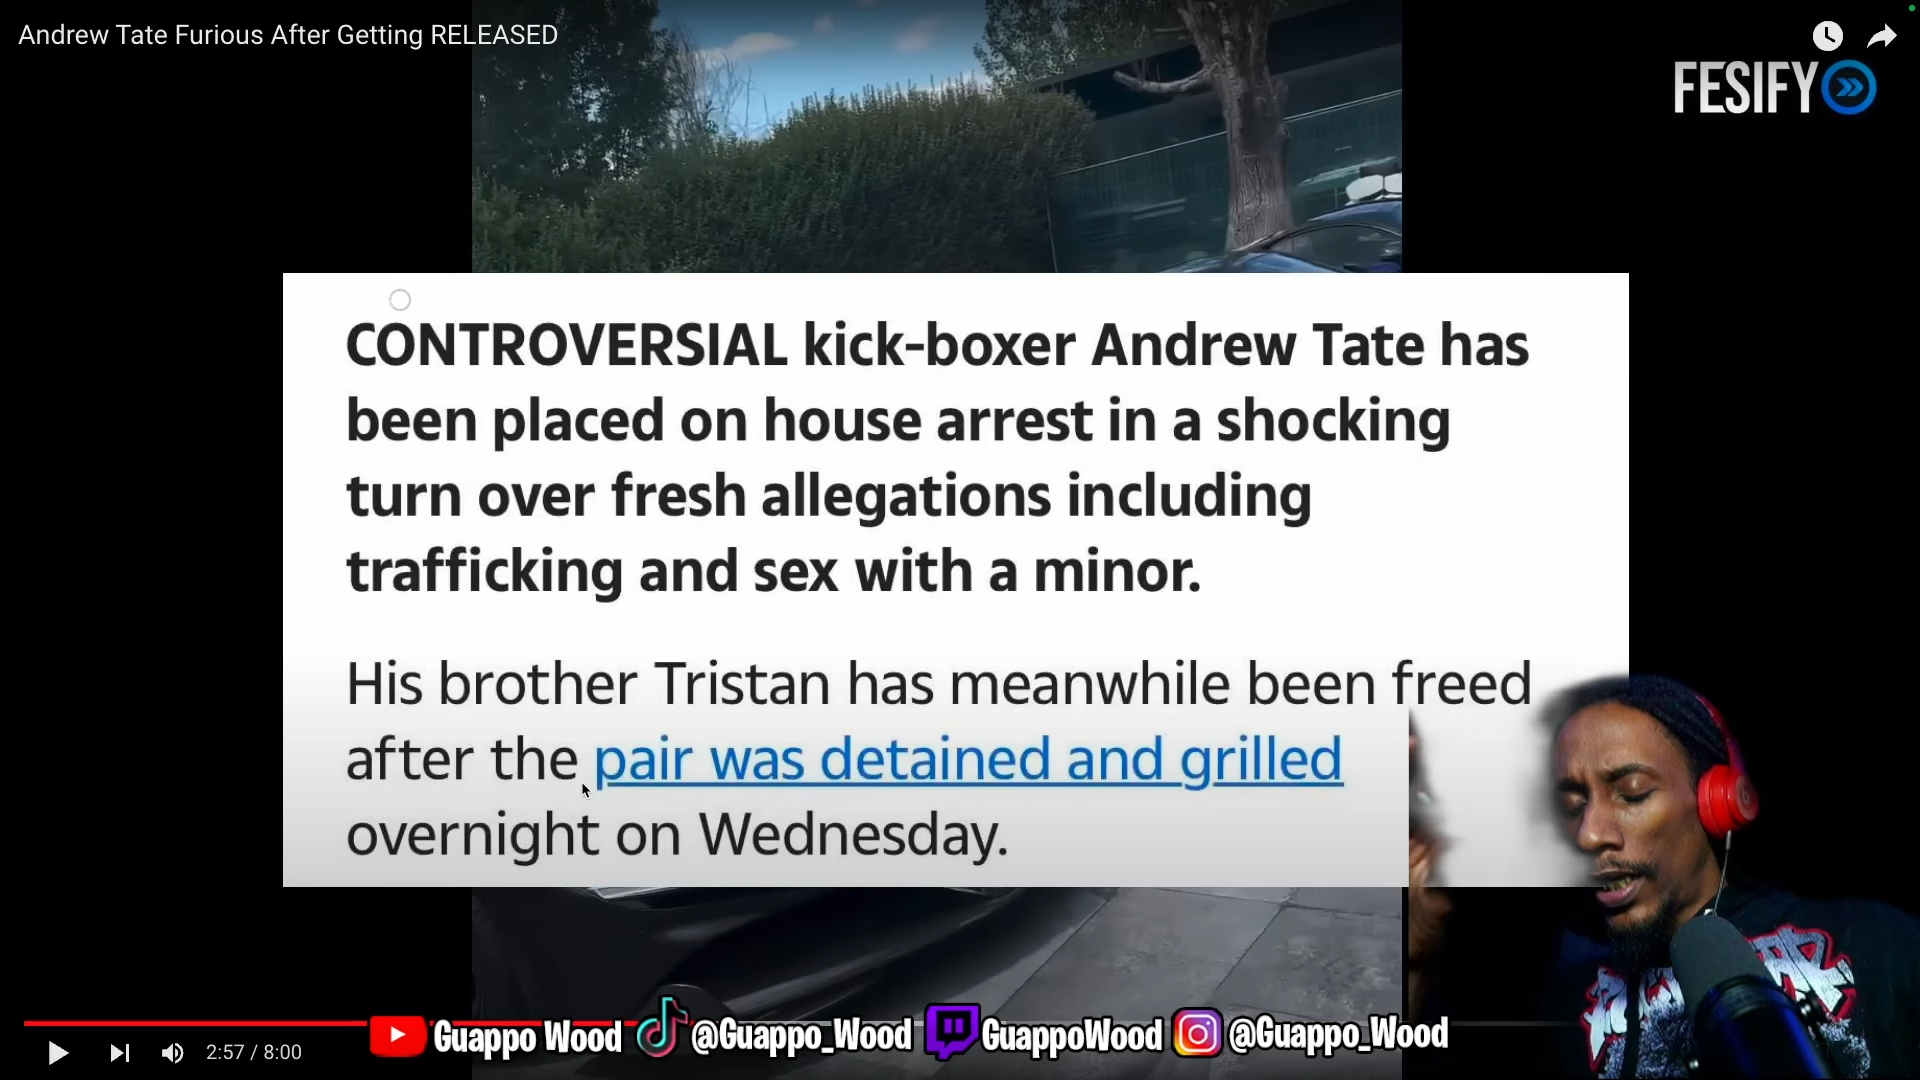 Andrew Tate Furious After Getting RELEASED
FESIFY
CONTROVERSIAL kick-boxer Andrew Tate has
been placed on house arrest in a shocking
turn over fresh allegations including
trafficking and sex with a minor.
His brother Tristan has meanwhile been freed
after the pair was detained and grilled
overnight on Wednesday.
Guappo Wood @Guappo_Wood GuappoWood @Guappo_Wood
2:57 / 8:00